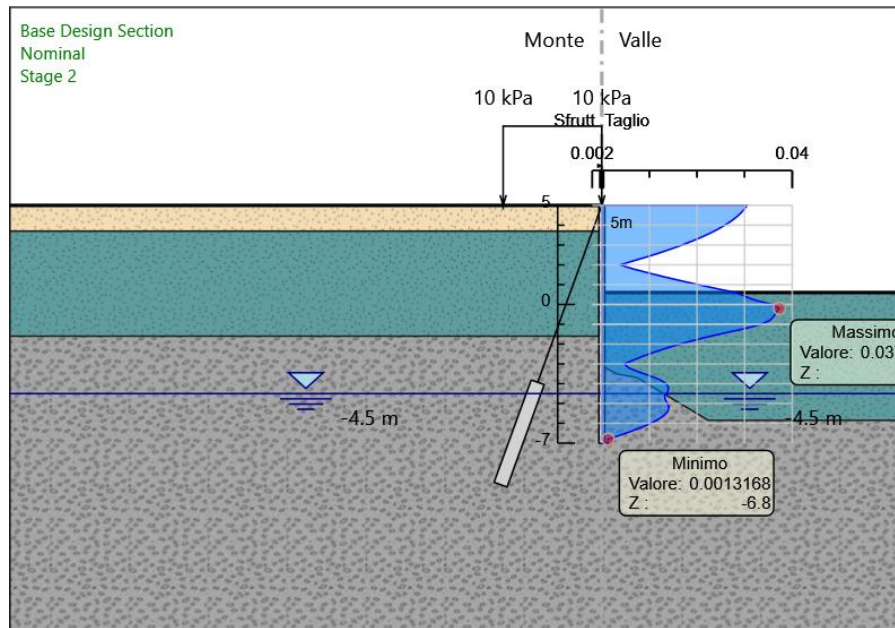 Base Design Section
Nominal
Stage 2
Monte
Valle
10 kPa
10 kPa
Sfrutt. Taglio
0.002
0.04
5
5m
0
Massimo
Valore: 0.03
Z :
-4.5 m
-4.5 m
-7
Minimo
Valore: 0.0013168
Z : -6.8